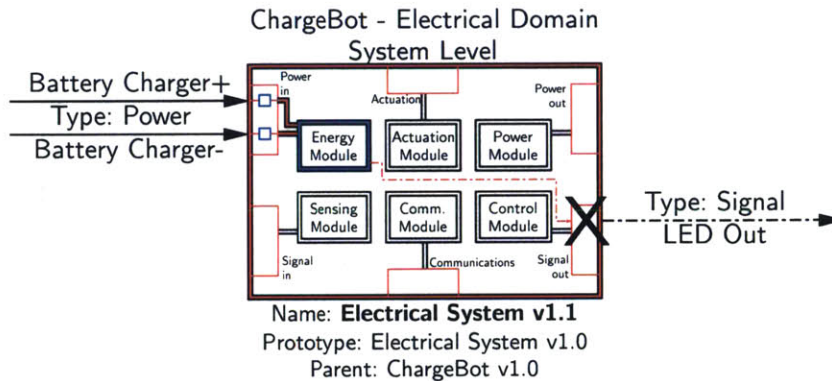 ChargeBot - Electrical Domain
System Level
Battery Charger+
Type: Power
Battery Charger-
Power
in
Actuation
Power
out
Energy
Module
Actuation
Module
Power
Module
Sensing
Module
Comm.
Module
Control
Module
Signal
in
Communications
Signal
out
Type: Signal
LED Out
Name: Electrical System v1.1
Prototype: Electrical System v1.0
Parent: ChargeBot v1.0